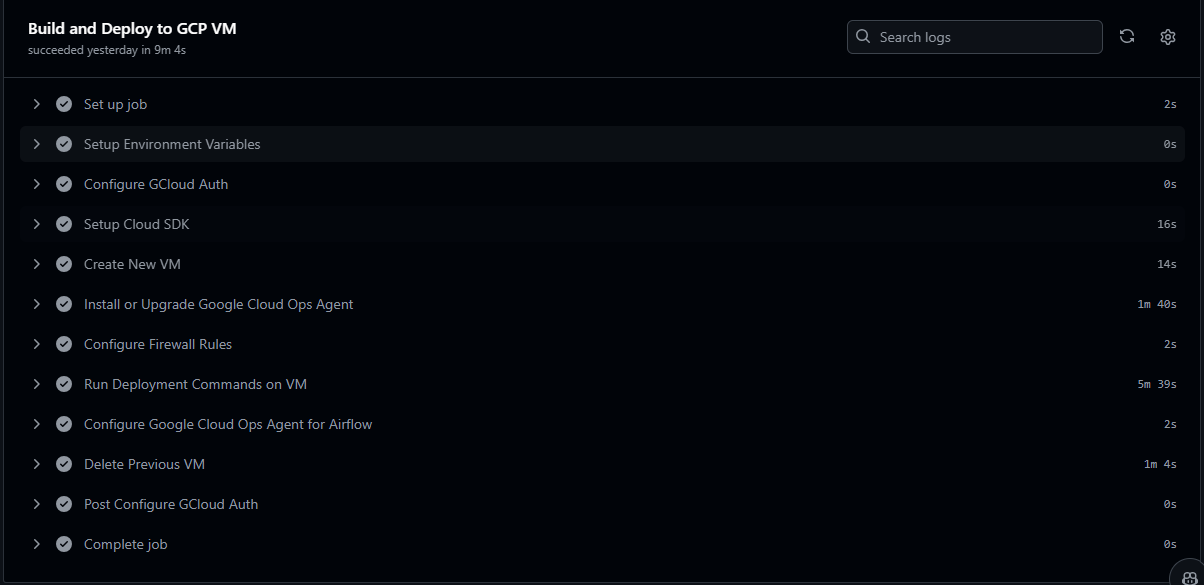 Build and Deploy to GCP VM
succeeded yesterday in 9m 4s
Search logs
Set up job 2s
Setup Environment Variables 0s
Configure GCloud Auth 0s
Setup Cloud SDK 16s
Create New VM 14s
Install or Upgrade Google Cloud Ops Agent 1m 40s
Configure Firewall Rules 2s
Run Deployment Commands on VM 5m 39s
Configure Google Cloud Ops Agent for Airflow 2s
Delete Previous VM 1m 4s
Post Configure GCloud Auth 0s
Complete job 0s